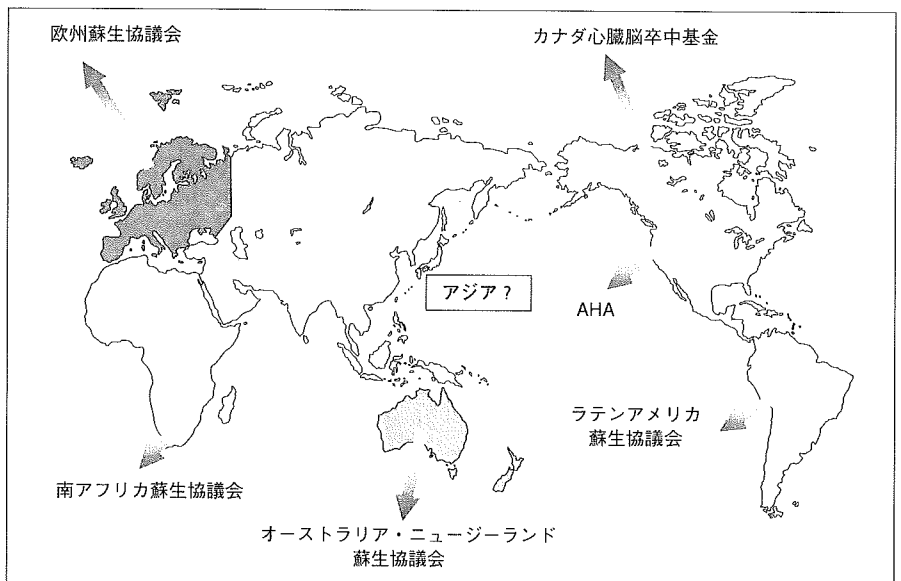 欧州蘇生協議会
カナダ心臓脳卒中基金
アジア？
AHA
ラテンアメリカ
蘇生協議会
南アフリカ蘇生協議会
オーストラリア・ニュージーランド
蘇生協議会